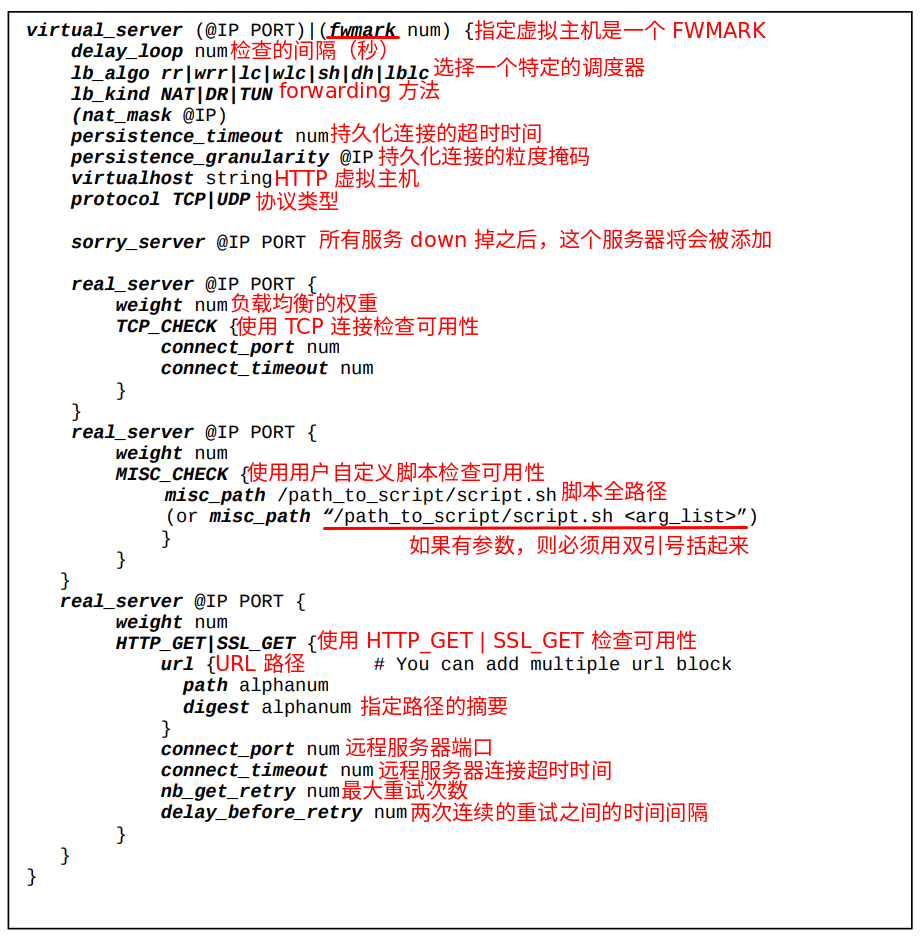 virtual_server (@IP PORT)|(fwmark num) {指定虚拟主机是一个 FWMARK
delay_loop num检查的间隔（秒）
lb_algo rr|wrr|lc|wlc|sh|dh|lblc选择一个特定的调度器
lb_kind NAT|DR|TUN forwarding 方法
(nat_mask @IP)
persistence_timeout num持久化连接的超时时间
persistence_granularity @IP 持久化连接的粒度掩码
virtualhost stringHTTP 虚拟主机
protocol TCP|UDP 协议类型
sorry_server @IP PORT 所有服务 down 掉之后，这个服务器将会被添加
real_server @IP PORT {
weight num负载均衡的权重
TCP_CHECK {使用 TCP 连接检查可用性
connect_port num
connect_timeout num
}
}
real_server @IP PORT {
weight num
MISC_CHECK {使用用户自定义脚本检查可用性
misc_path /path_to_script/script.sh脚本全路径
(or misc_path “/path_to_script/script.sh <arg_list>”)
}如果有参数，则必须用双引号括起来
}
}
real_server @IP PORT {
weight num
HTTP_GET|SSL_GET {使用 HTTP_GET | SSL_GET 检查可用性
url {URL 路径 # You can add multiple url block
path alphanum
digest alphanum 指定路径的摘要
}
connect_port num 远程服务器端口
connect_timeout num 远程服务器连接超时时间
nb_get_retry num最大重试次数
delay_before_retry num两次连续的重试之间的时间间隔
}
}
}